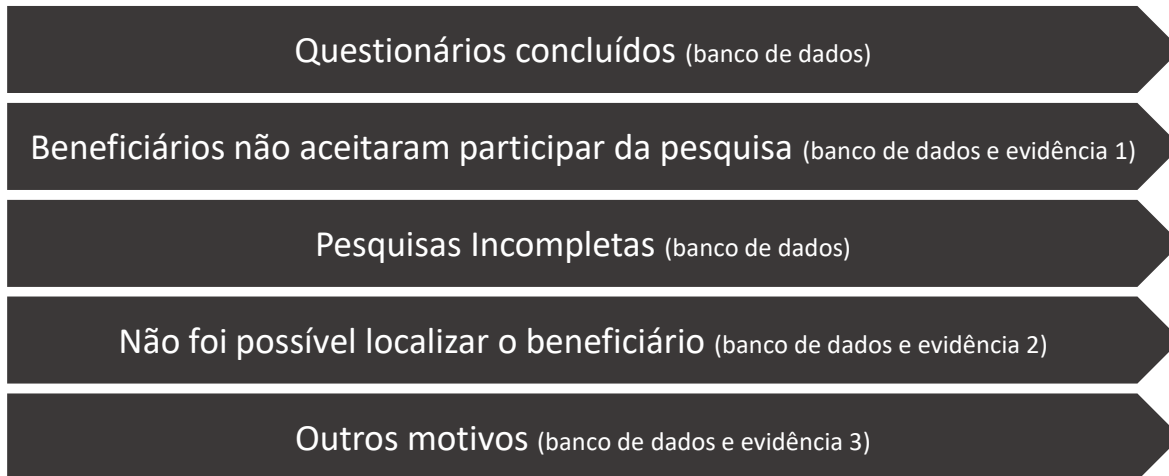 Questionários concluídos (banco de dados)
Beneficiários não aceitaram participar da pesquisa (banco de dados e evidência 1)
Pesquisas Incompletas (banco de dados)
Não foi possível localizar o beneficiário (banco de dados e evidência 2)
Outros motivos (banco de dados e evidência 3)